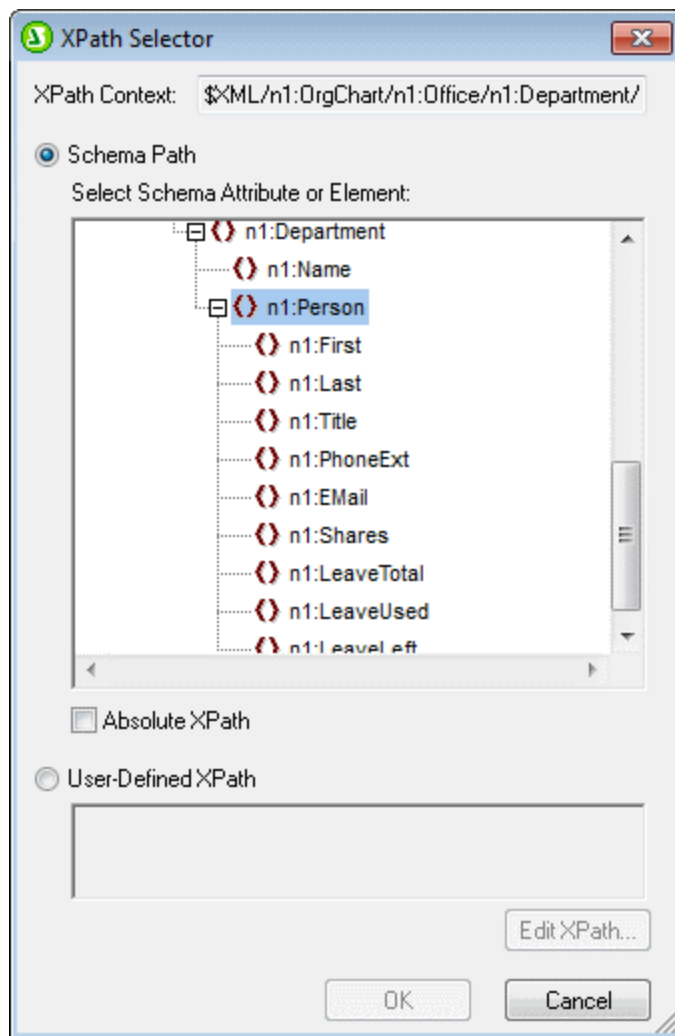 XPath Selector
XPath Context: $XML/n1:OrgChart/n1:Office/n1:Department/
Schema Path
Select Schema Attribute or Element:
n1:Department
n1:Name
n1:Person
n1:First
n1:Last
n1:Title
n1:PhoneExt
n1:EMail
n1:Shares
n1:LeaveTotal
n1:LeaveUsed
n1:LeaveLeft
Absolute XPath
User-Defined XPath
Edit XPath...
OK Cancel